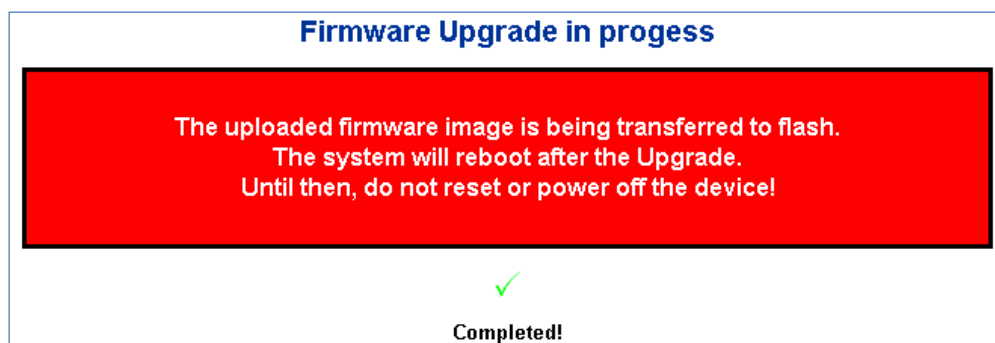 Firmware Upgrade in progess
The uploaded firmware image is being transferred to flash.
The system will reboot after the Upgrade.
Until then, do not reset or power off the device!
Completed!